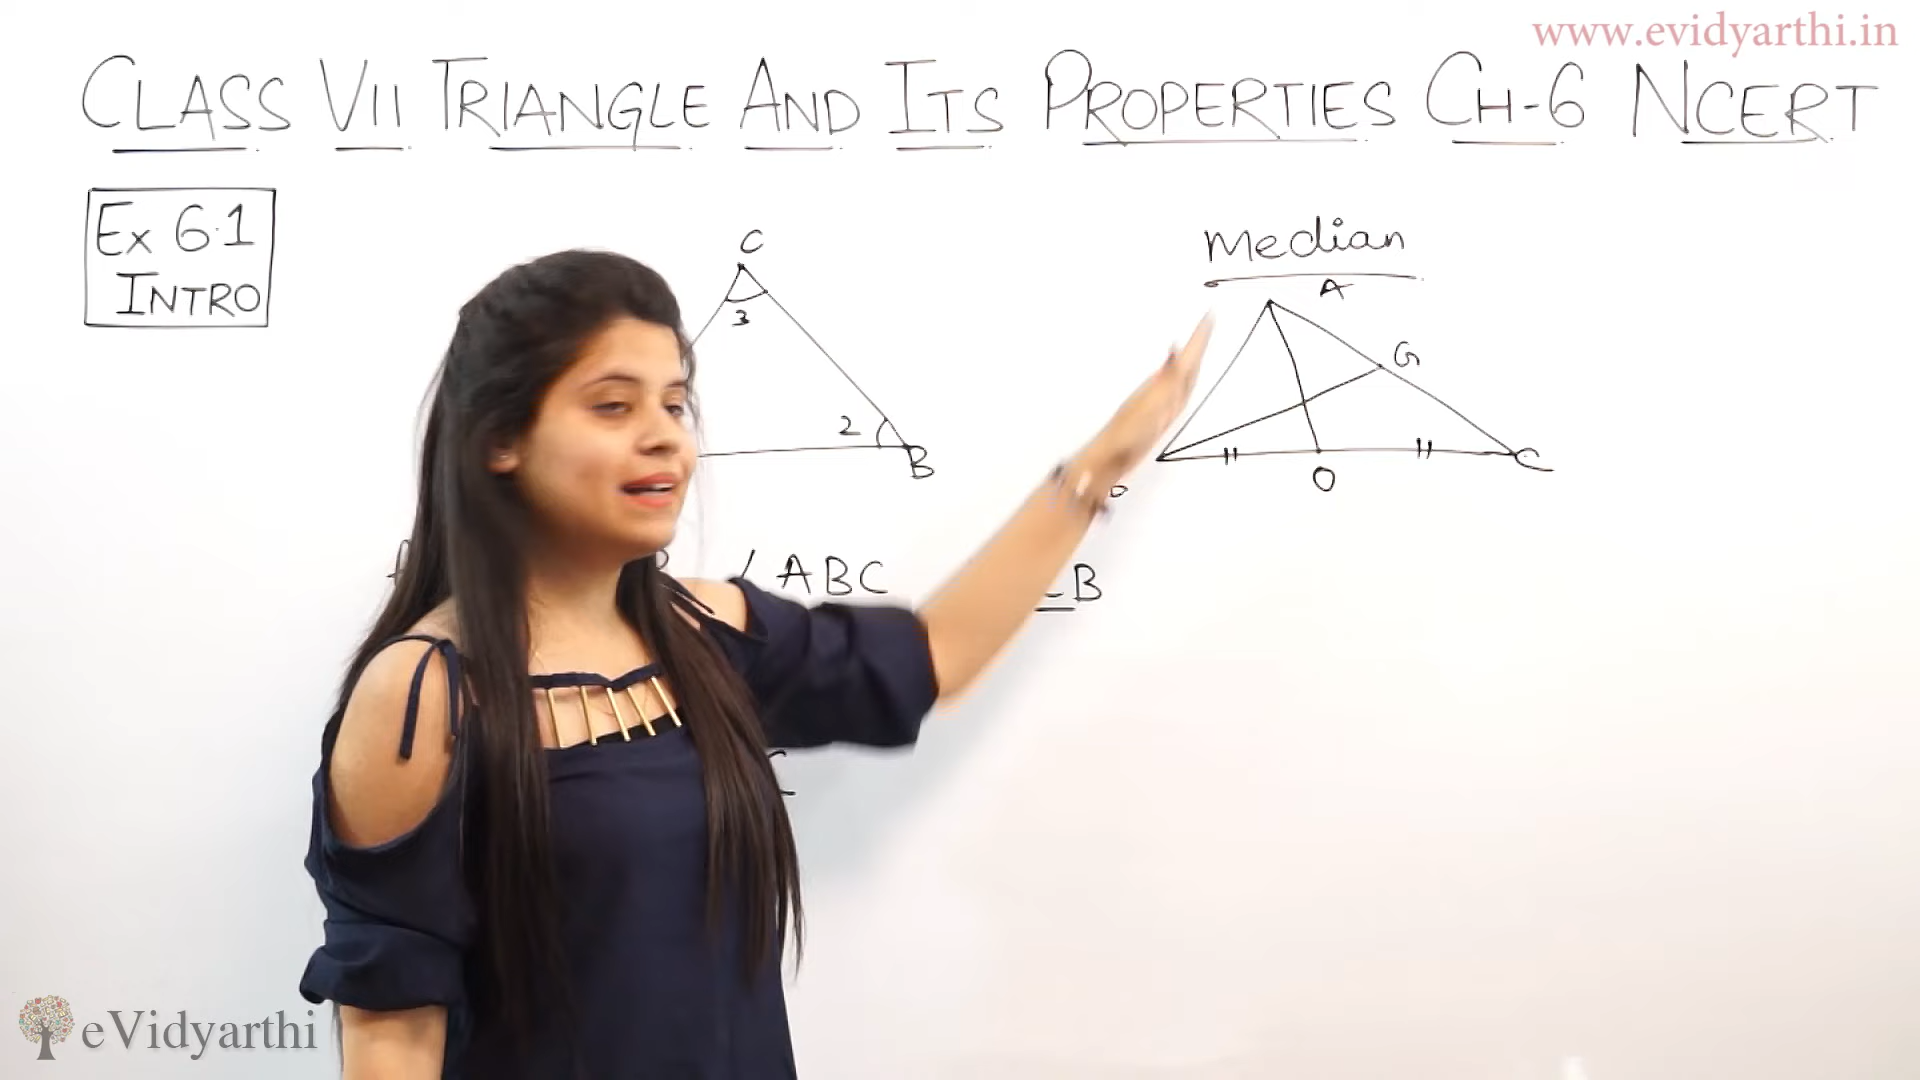 www.evidyarthi.in
CLASS VII TRIANGLE AND ITS PROPERTIES CH-6 NCERT
Ex 6.1
INTRO
C
3
2
B
Median
A
G
O
C
∠ABC
B
eVidyarthi